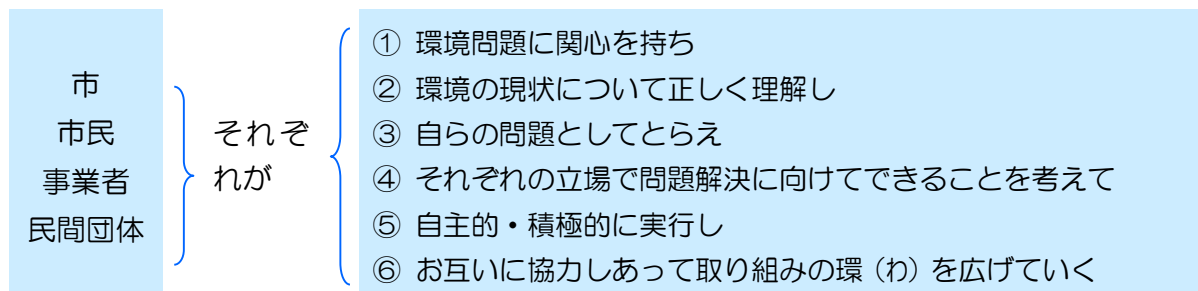 市
市民
事業者
民間団体
それぞ
れが
① 環境問題に関心を持ち
② 環境の現状について正しく理解し
③ 自らの問題としてとらえ
④ それぞれの立場で問題解決に向けてできることを考えて
⑤ 自主的・積極的に実行し
⑥ お互いに協力しあって取り組みの環（わ）を広げていく